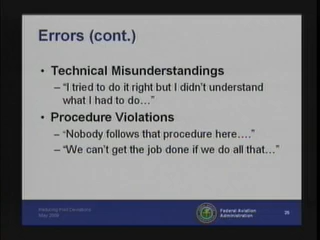 Errors (cont.)
• Technical Misunderstandings
– "I tried to do it right but I didn't understand
what I had to do…"
• Procedure Violations
– "Nobody follows that procedure here…."
– "We can't get the job done if we do all that…"
Federal Aviation
Administration